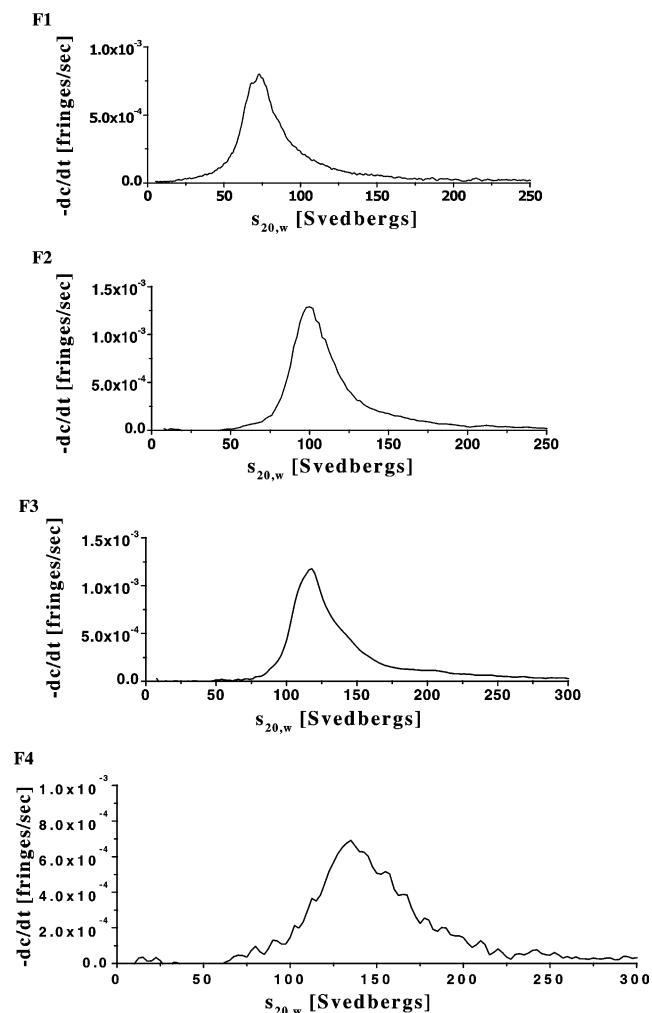 F1
-dc/dt [fringes/sec]
1.0x10-3
5.0x10-4
0.0
0 50 100 150 200 250
s20,w [Svedbergs]
F2
-dc/dt [fringes/sec]
1.5x10-3
1.0x10-3
5.0x10-4
0.0
0 50 100 150 200 250
s20,w [Svedbergs]
F3
-dc/dt [fringes/sec]
1.5x10-3
1.0x10-3
5.0x10-4
0.0
0 50 100 150 200 250 300
s20,w [Svedbergs]
F4
-dc/dt [fringes/sec]
1.0x10-3
8.0x10-4
6.0x10-4
4.0x10-4
2.0x10-4
0.0
0 50 100 150 200 250 300
s20,w [Svedbergs]